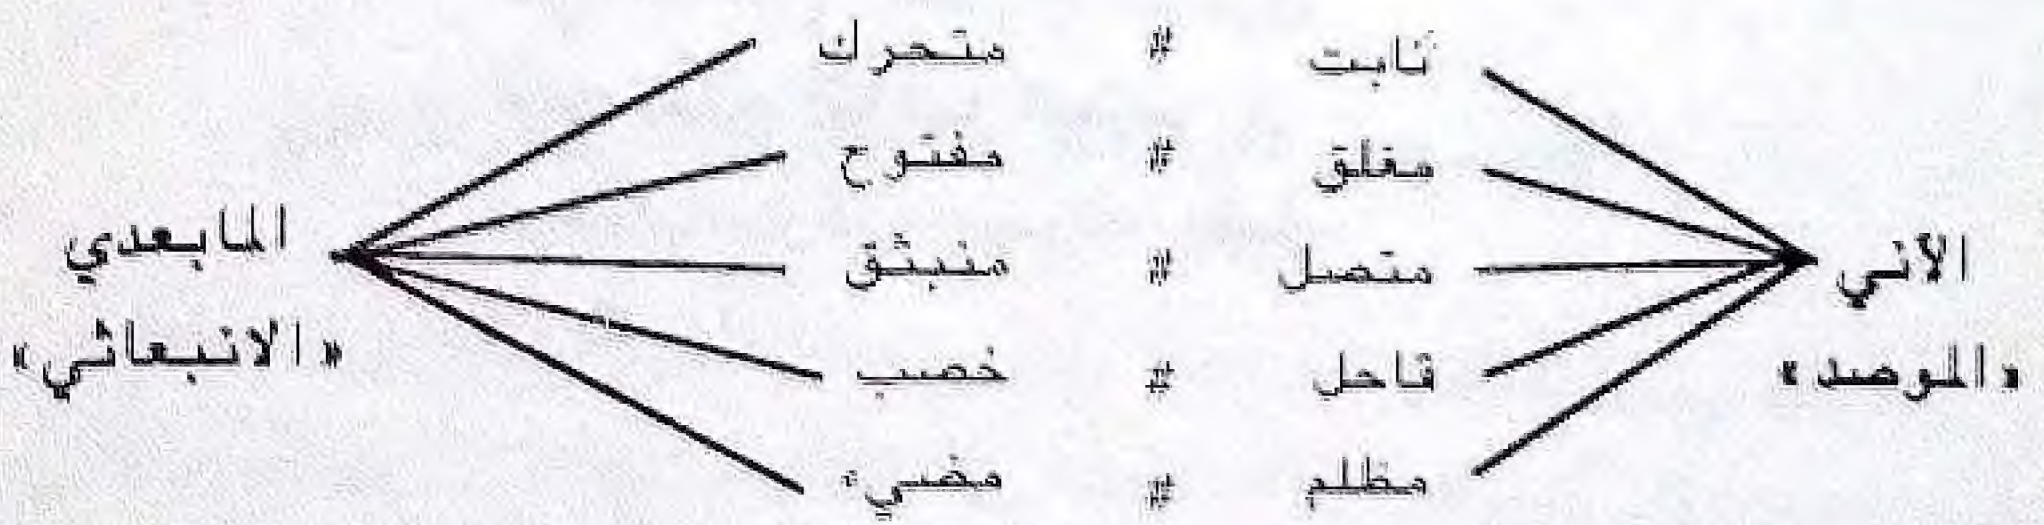 ثابت # متحرك
مغلق # مفتوح
الآني متصل # منبثق المابعدي
«الموصد» قاحل # خصب «الانبعاثي»
مظلم # مضيء